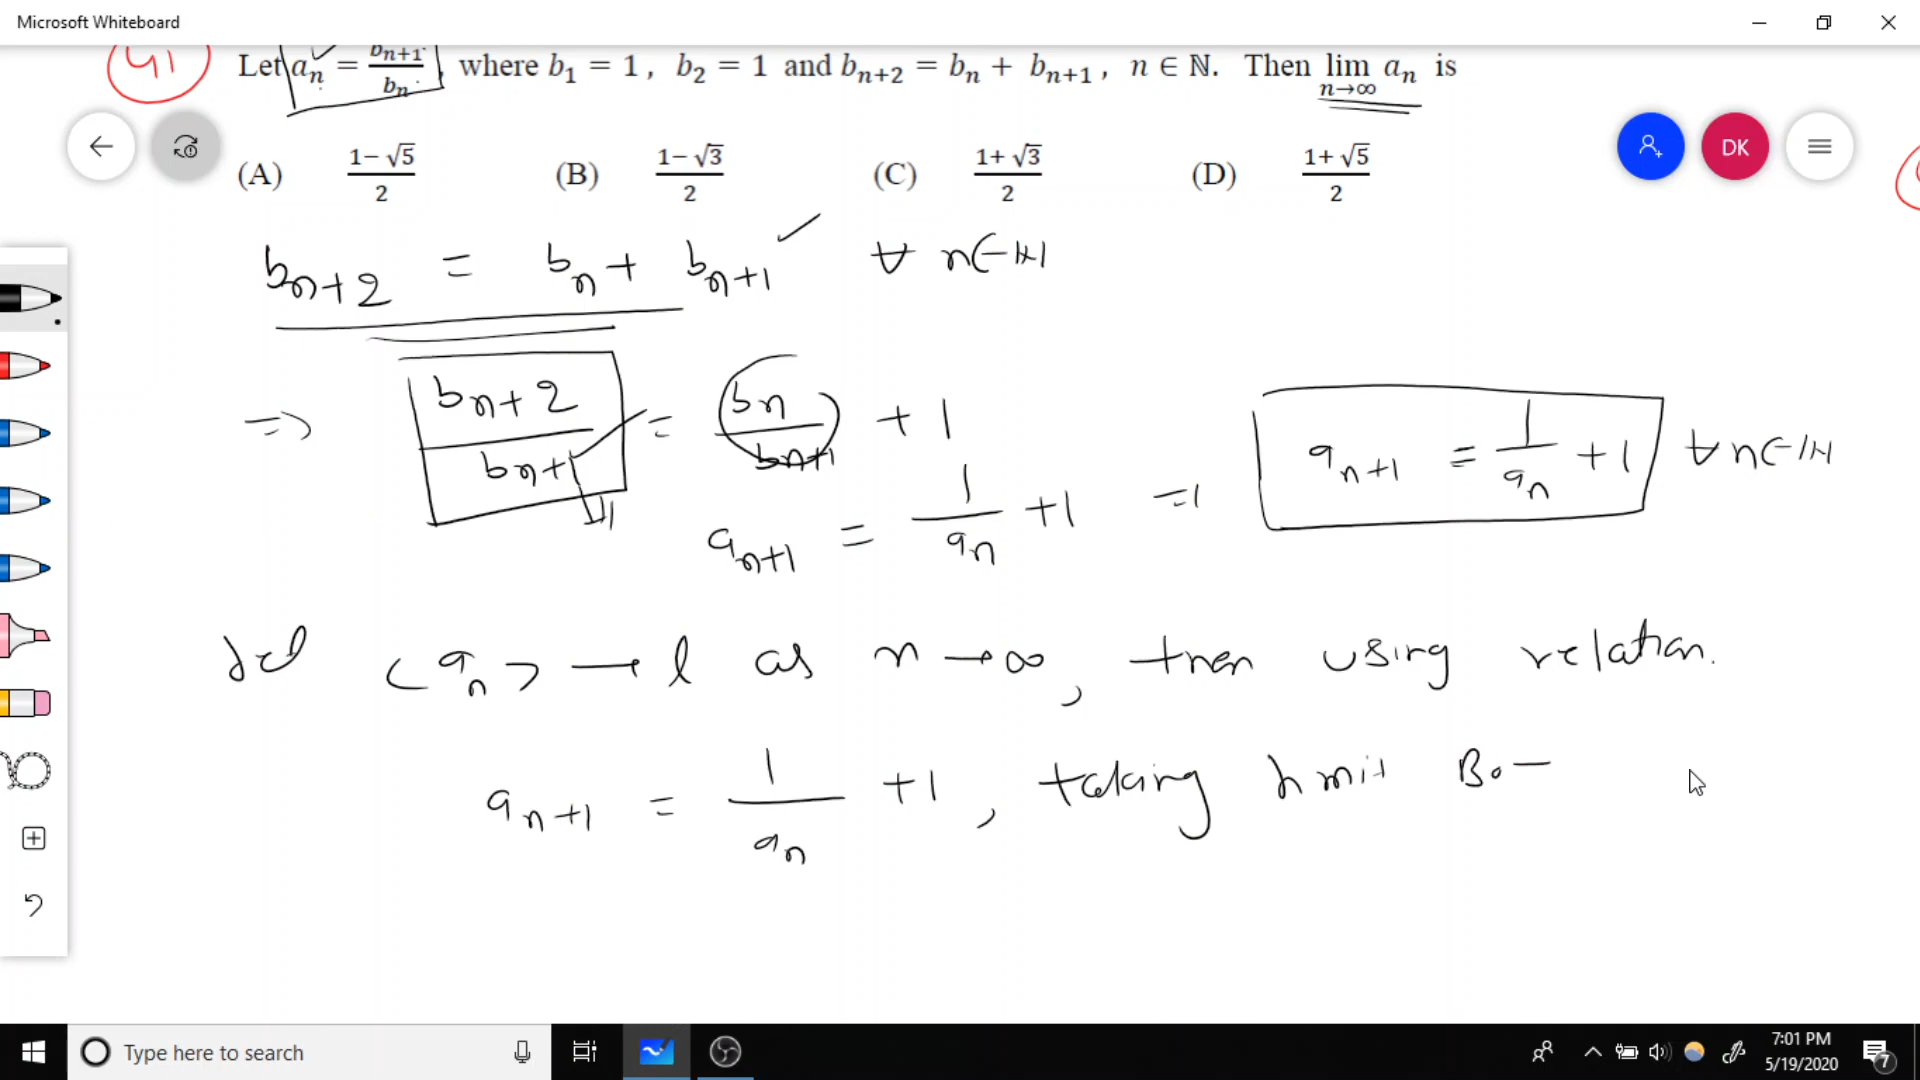 Microsoft Whiteboard
41 Let aₙ = bₙ₊₁/bₙ, where b₁ = 1, b₂ = 1 and bₙ₊₂ = bₙ + bₙ₊₁, n ∈ ℕ. Then lim n→∞ aₙ is
(A) (1−√5)/2 (B) (1−√3)/2 (C) (1+√3)/2 (D) (1+√5)/2
DK
bₙ₊₂ = bₙ + bₙ₊₁ ✓ ∀ n∈ℕ
⇒ bₙ₊₂/bₙ₊₁ = bₙ/bₙ₊₁ + 1
aₙ₊₁ = 1/aₙ + 1 ⇒ aₙ₊₁ = 1/aₙ + 1 ∀ n∈ℕ
<aₙ> → l as n → ∞, then using relation.
aₙ₊₁ = 1/aₙ + 1, taking limit Bo
Type here to search
7:01 PM
5/19/2020
7